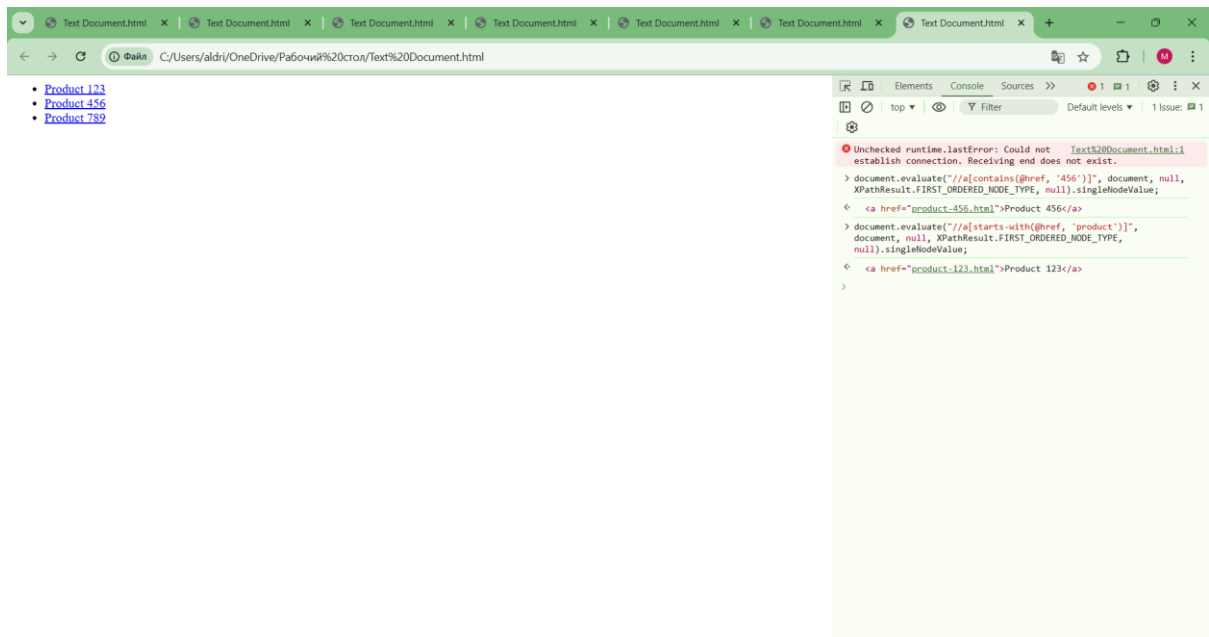 Text Document.html × Text Document.html × Text Document.html × Text Document.html × Text Document.html × Text Document.html × Text Document.html × +
Файл C:/Users/aldri/OneDrive/Рабочий%20стол/Text%20Document.html M
• Product 123
• Product 456
• Product 789
Elements Console Sources 1 1
top Filter Default levels 1 Issue: 1
Unchecked runtime.lastError: Could not Text%20Document.html:1
establish connection. Receiving end does not exist.
> document.evaluate("//a[contains(@href, '456')]", document, null,
XPathResult.FIRST_ORDERED_NODE_TYPE, null).singleNodeValue;
<a href="product-456.html">Product 456</a>
> document.evaluate("//a[starts-with(@href, 'product')]",
document, null, XPathResult.FIRST_ORDERED_NODE_TYPE,
null).singleNodeValue;
<a href="product-123.html">Product 123</a>
>